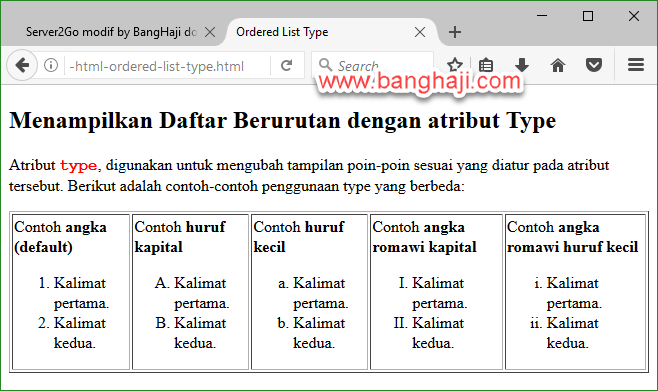 Server2Go modif by BangHaji do
Ordered List Type
-html-ordered-list-type.html
Search
www.banghaji.com
Menampilkan Daftar Berurutan dengan atribut Type
Atribut type, digunakan untuk mengubah tampilan poin-poin sesuai yang diatur pada atribut
tersebut. Berikut adalah contoh-contoh penggunaan type yang berbeda:
Contoh angka
(default)
1. Kalimat
pertama.
2. Kalimat
kedua.
Contoh huruf
kapital
A. Kalimat
pertama.
B. Kalimat
kedua.
Contoh huruf
kecil
a. Kalimat
pertama.
b. Kalimat
kedua.
Contoh angka
romawi kapital
I. Kalimat
pertama.
II. Kalimat
kedua.
Contoh angka
romawi huruf kecil
i. Kalimat
pertama.
ii. Kalimat
kedua.